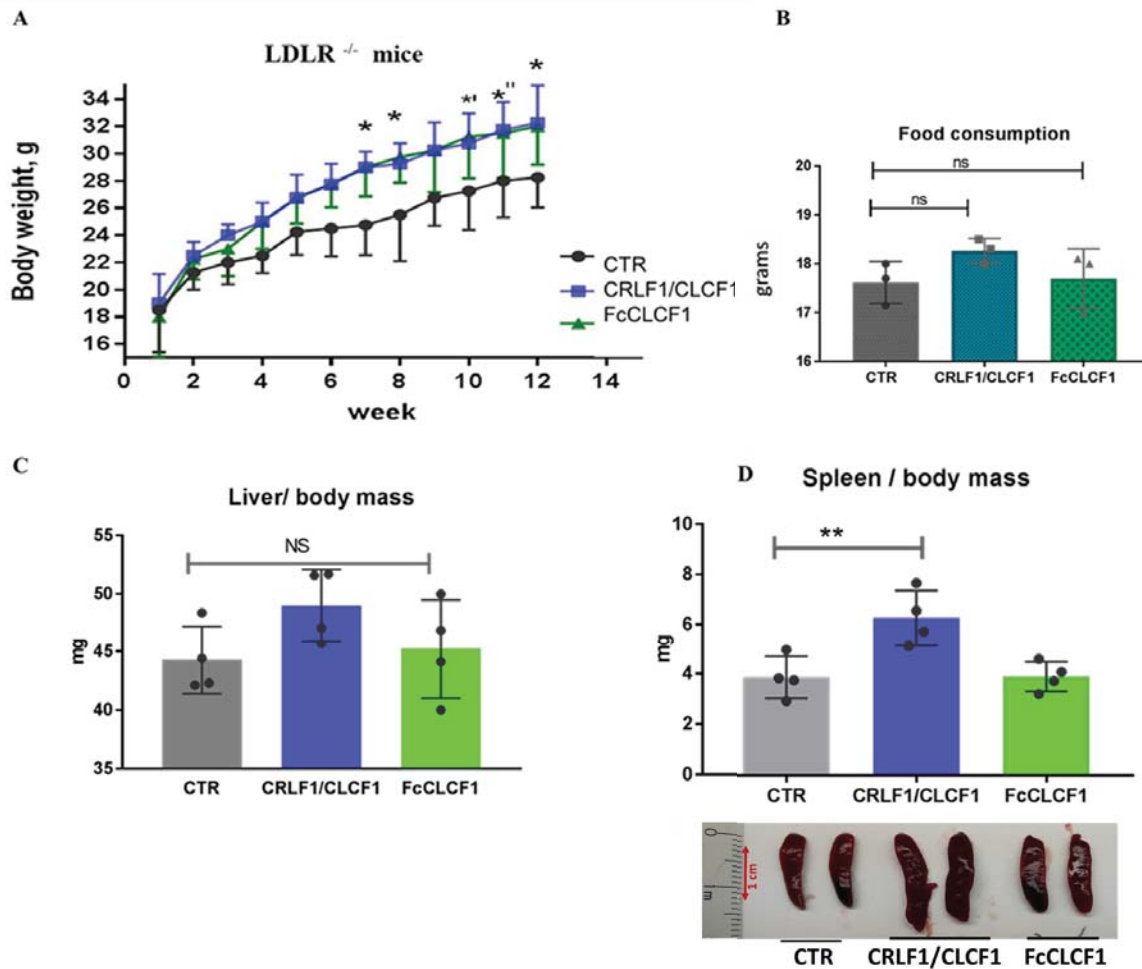 A
LDLR -/- mice
Body weight, g
34
32
30
28
26
24
22
20
18
16
* * *' *" *
0 2 4 6 8 10 12 14
week
CTR
CRLF1/CLCF1
FcCLCF1
B
Food consumption
ns
ns
grams
20
19
18
17
16
CTR CRLF1/CLCF1 FcCLCF1
C
Liver/ body mass
NS
mg
55
50
45
40
35
CTR CRLF1/CLCF1 FcCLCF1
D
Spleen / body mass
**
mg
10
8
6
4
2
0
CTR CRLF1/CLCF1 FcCLCF1
0
1 cm
1
CTR CRLF1/CLCF1 FcCLCF1